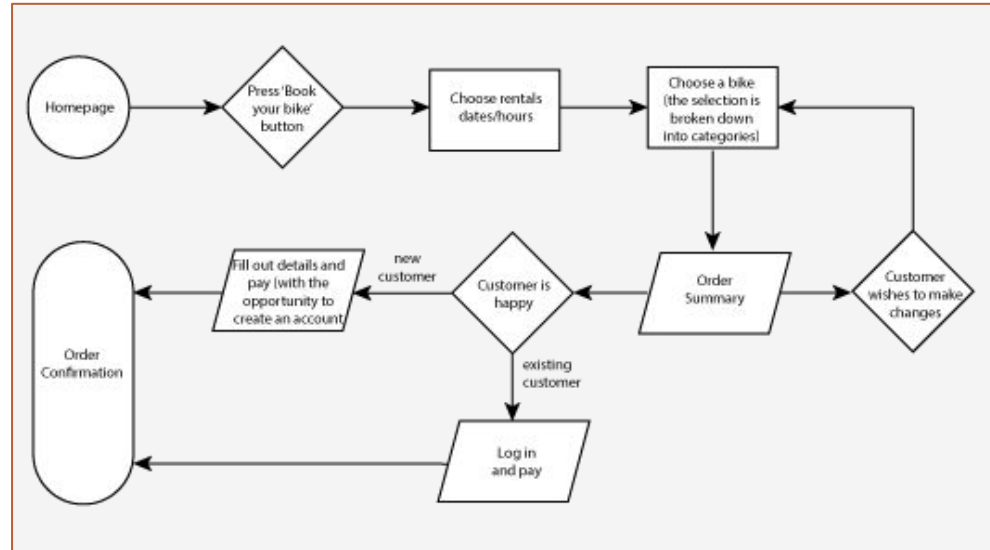 Homepage
Press 'Book
your bike'
button
Choose rentals
dates/hours
Choose a bike
(the selection is
broken down
into categories)
Fill out details and
pay (with the
opportunity to
create an account
new
customer
Customer is
happy
Order
Summary
Customer
wishes to make
changes
Order
Confirmation
existing
customer
Log in
and pay